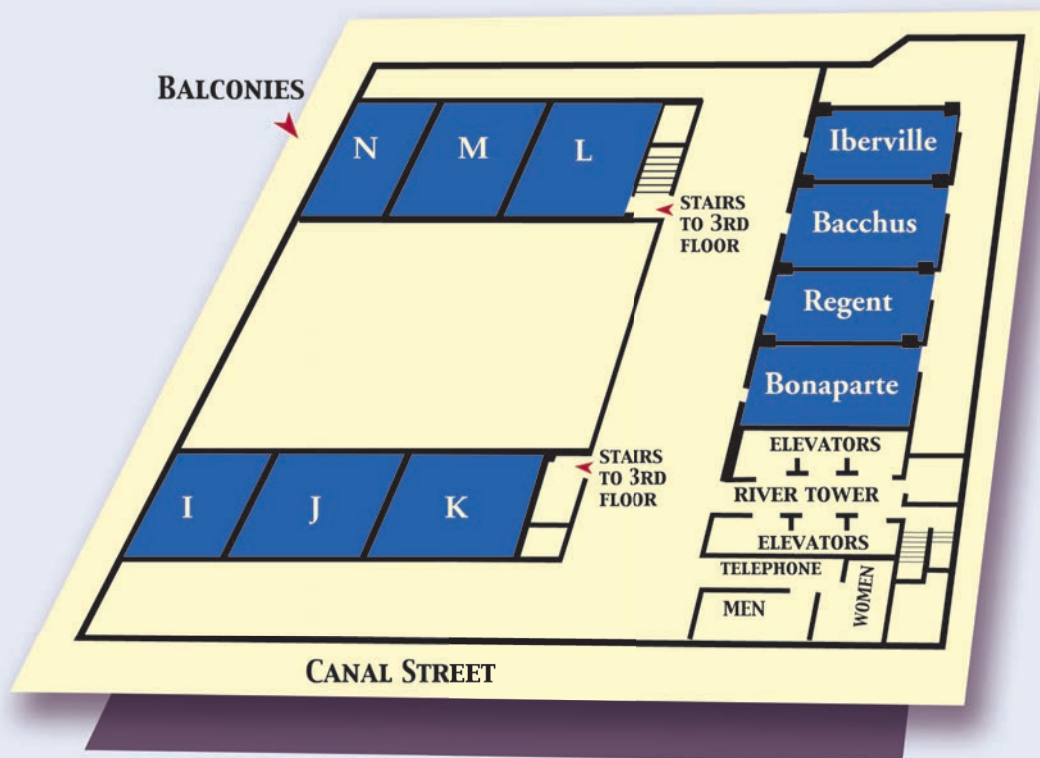 BALCONIES
N
M
L
STAIRS
TO 3RD
FLOOR
Iberville
Bacchus
Regent
Bonaparte
I
J
K
STAIRS
TO 3RD
FLOOR
ELEVATORS
RIVER TOWER
ELEVATORS
TELEPHONE
MEN
WOMEN
CANAL STREET